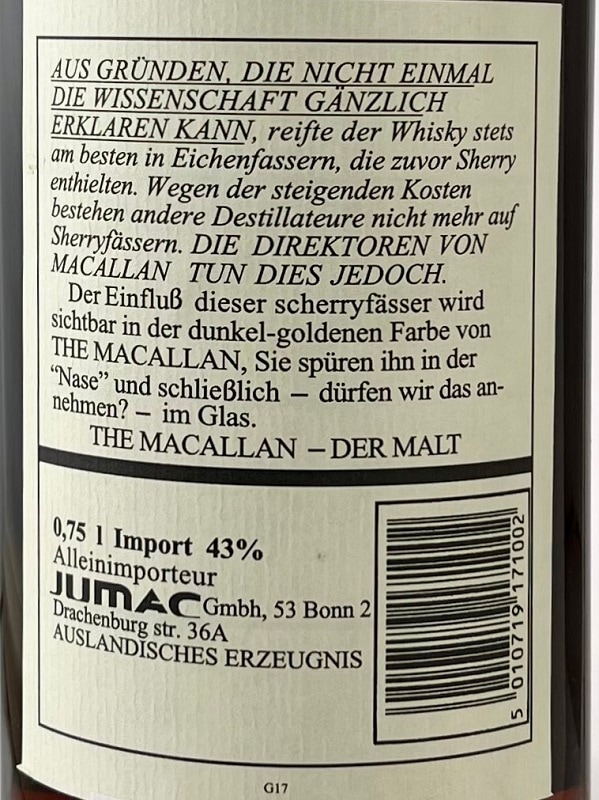 AUS GRÜNDEN, DIE NICHT EINMAL
DIE WISSENSCHAFT GÄNZLICH
ERKLAREN KANN, reifte der Whisky stets
am besten in Eichenfassern, die zuvor Sherry
enthielten. Wegen der steigenden Kosten
bestehen andere Destillateure nicht mehr auf
Sherryfässern. DIE DIREKTOREN VON
MACALLAN TUN DIES JEDOCH.
Der Einfluß dieser scherryfässer wird
sichtbar in der dunkel-goldenen Farbe von
THE MACALLAN, Sie spüren ihn in der
“Nase” und schließlich – dürfen wir das an-
nehmen? – im Glas.
THE MACALLAN – DER MALT
0,75 l Import 43%
Alleinimporteur
JUMAC Gmbh, 53 Bonn 2
Drachenburg str. 36A
AUSLANDISCHES ERZEUGNIS
5 010719 171002
G17